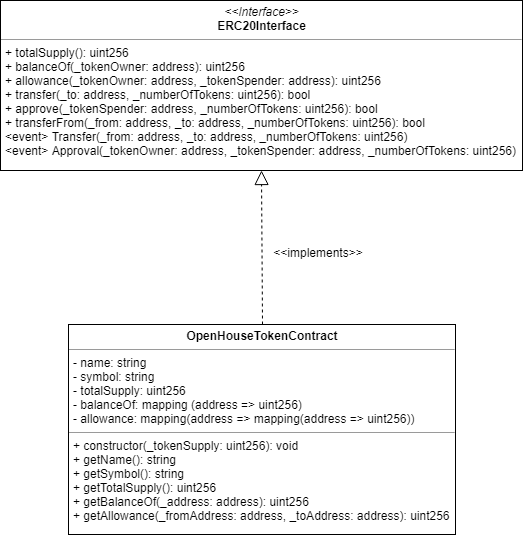 <<Interface>>
ERC20Interface
+ totalSupply(): uint256
+ balanceOf(_tokenOwner: address): uint256
+ allowance(_tokenOwner: address, _tokenSpender: address): uint256
+ transfer(_to: address, _numberOfTokens: uint256): bool
+ approve(_tokenSpender: address, _numberOfTokens: uint256): bool
+ transferFrom(_from: address, _to: address, _numberOfTokens: uint256): bool
<event> Transfer(_from: address, _to: address, _numberOfTokens: uint256)
<event> Approval(_tokenOwner: address, _tokenSpender: address, _numberOfTokens: uint256)
<<implements>>
OpenHouseTokenContract
- name: string
- symbol: string
- totalSupply: uint256
- balanceOf: mapping (address => uint256)
- allowance: mapping(address => mapping(address => uint256))
+ constructor(_tokenSupply: uint256): void
+ getName(): string
+ getSymbol(): string
+ getTotalSupply(): uint256
+ getBalanceOf(_address: address): uint256
+ getAllowance(_fromAddress: address, _toAddress: address): uint256